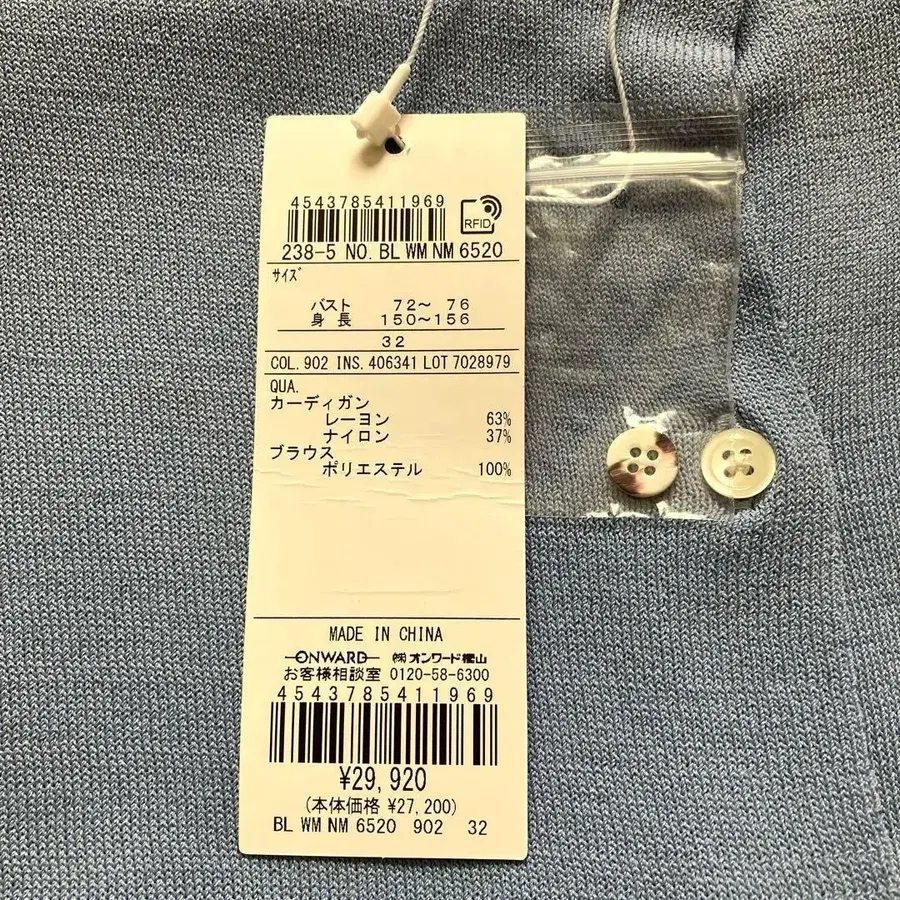 4543785411969
RFID
238-5 NO. BL WM NM 6520
サイズ
バスト 72～ 76
身長 150～156
32
COL. 902 INS. 406341 LOT 7028979
QUA.
カーディガン
レーヨン 63%
ナイロン 37%
ブラウス
ポリエステル 100%
MADE IN CHINA
ONWARD ㈱オンワード樫山
お客様相談室 0120-58-6300
4543785411969
¥29,920
(本体価格 ¥27,200)
BL WM NM 6520 902 32